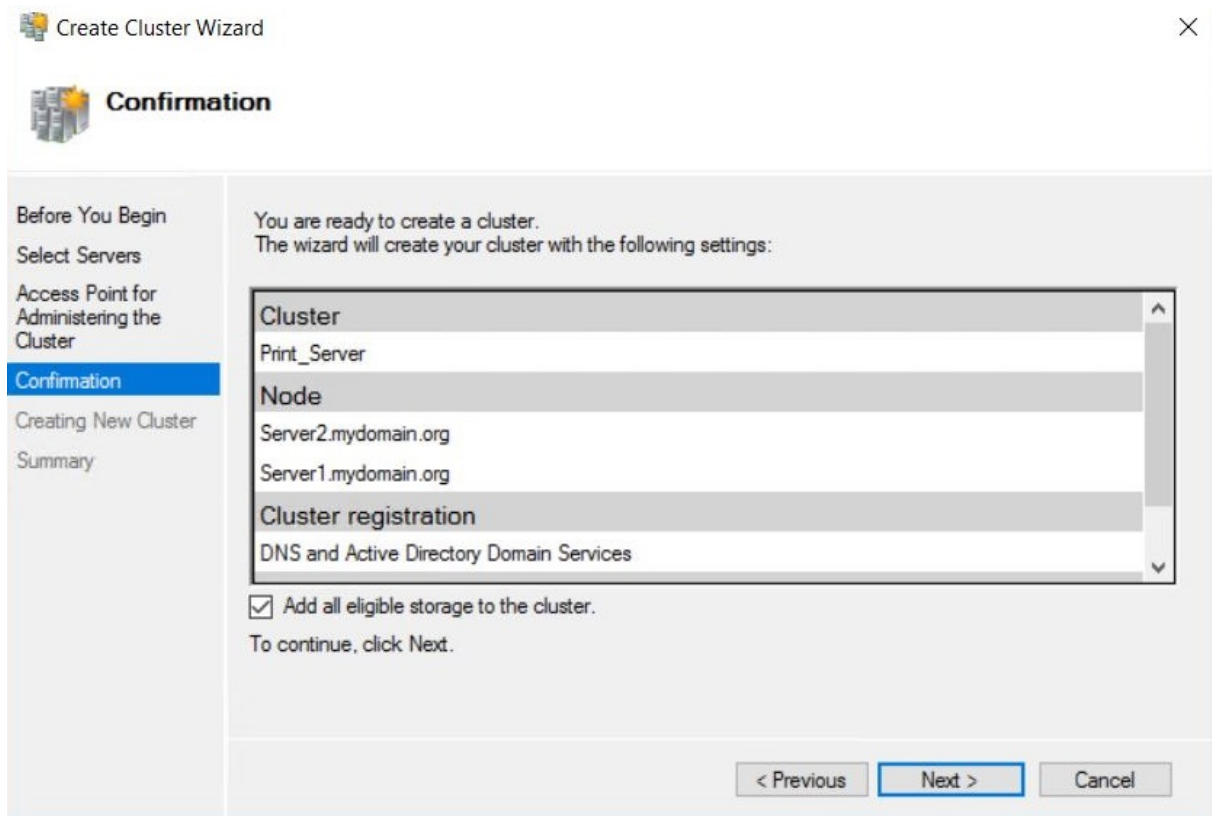 Create Cluster Wizard
Confirmation
Before You Begin
Select Servers
Access Point for
Administering the
Cluster
Confirmation
Creating New Cluster
Summary
You are ready to create a cluster.
The wizard will create your cluster with the following settings:
Cluster
Print_Server
Node
Server2.mydomain.org
Server1.mydomain.org
Cluster registration
DNS and Active Directory Domain Services
Add all eligible storage to the cluster.
To continue, click Next.
< Previous
Next >
Cancel